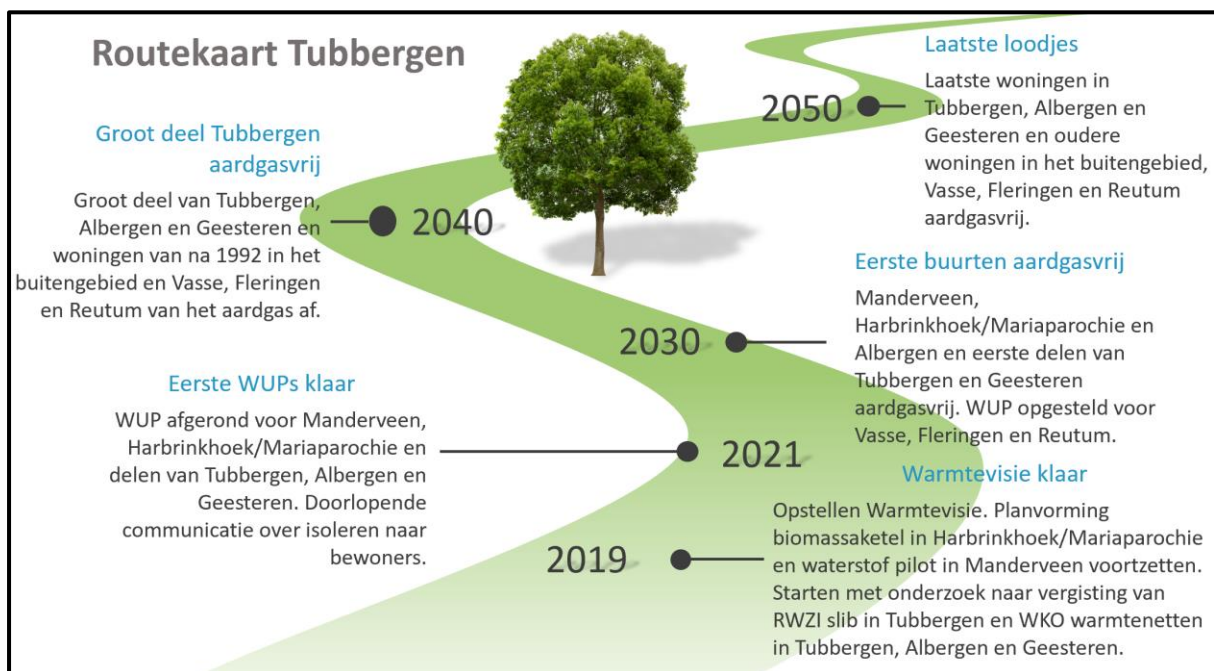 Routekaart Tubbergen
Laatste loodjes
2050
Laatste woningen in
Tubbergen, Albergen en
Geesteren en oudere
woningen in het buitengebied,
Vasse, Fleringen en Reutum
aardgasvrij.
Groot deel Tubbergen
aardgasvrij
2040
Groot deel van Tubbergen,
Albergen en Geesteren en
woningen van na 1992 in het
buitengebied en Vasse, Fleringen
en Reutum van het aardgas af.
Eerste buurten aardgasvrij
2030
Manderveen,
Harbrinkhoek/Mariaparochie en
Albergen en eerste delen van
Tubbergen en Geesteren
aardgasvrij. WUP opgesteld voor
Vasse, Fleringen en Reutum.
Eerste WUPs klaar
2021
WUP afgerond voor Manderveen,
Harbrinkhoek/Mariaparochie en
delen van Tubbergen, Albergen en
Geesteren. Doorlopende
communicatie over isoleren naar
bewoners.
Warmtevisie klaar
2019
Opstellen Warmtevisie. Planvorming
biomassaketel in Harbrinkhoek/Mariaparochie
en waterstof pilot in Manderveen voortzetten.
Starten met onderzoek naar vergisting van
RWZI slib in Tubbergen en WKO warmtenetten
in Tubbergen, Albergen en Geesteren.